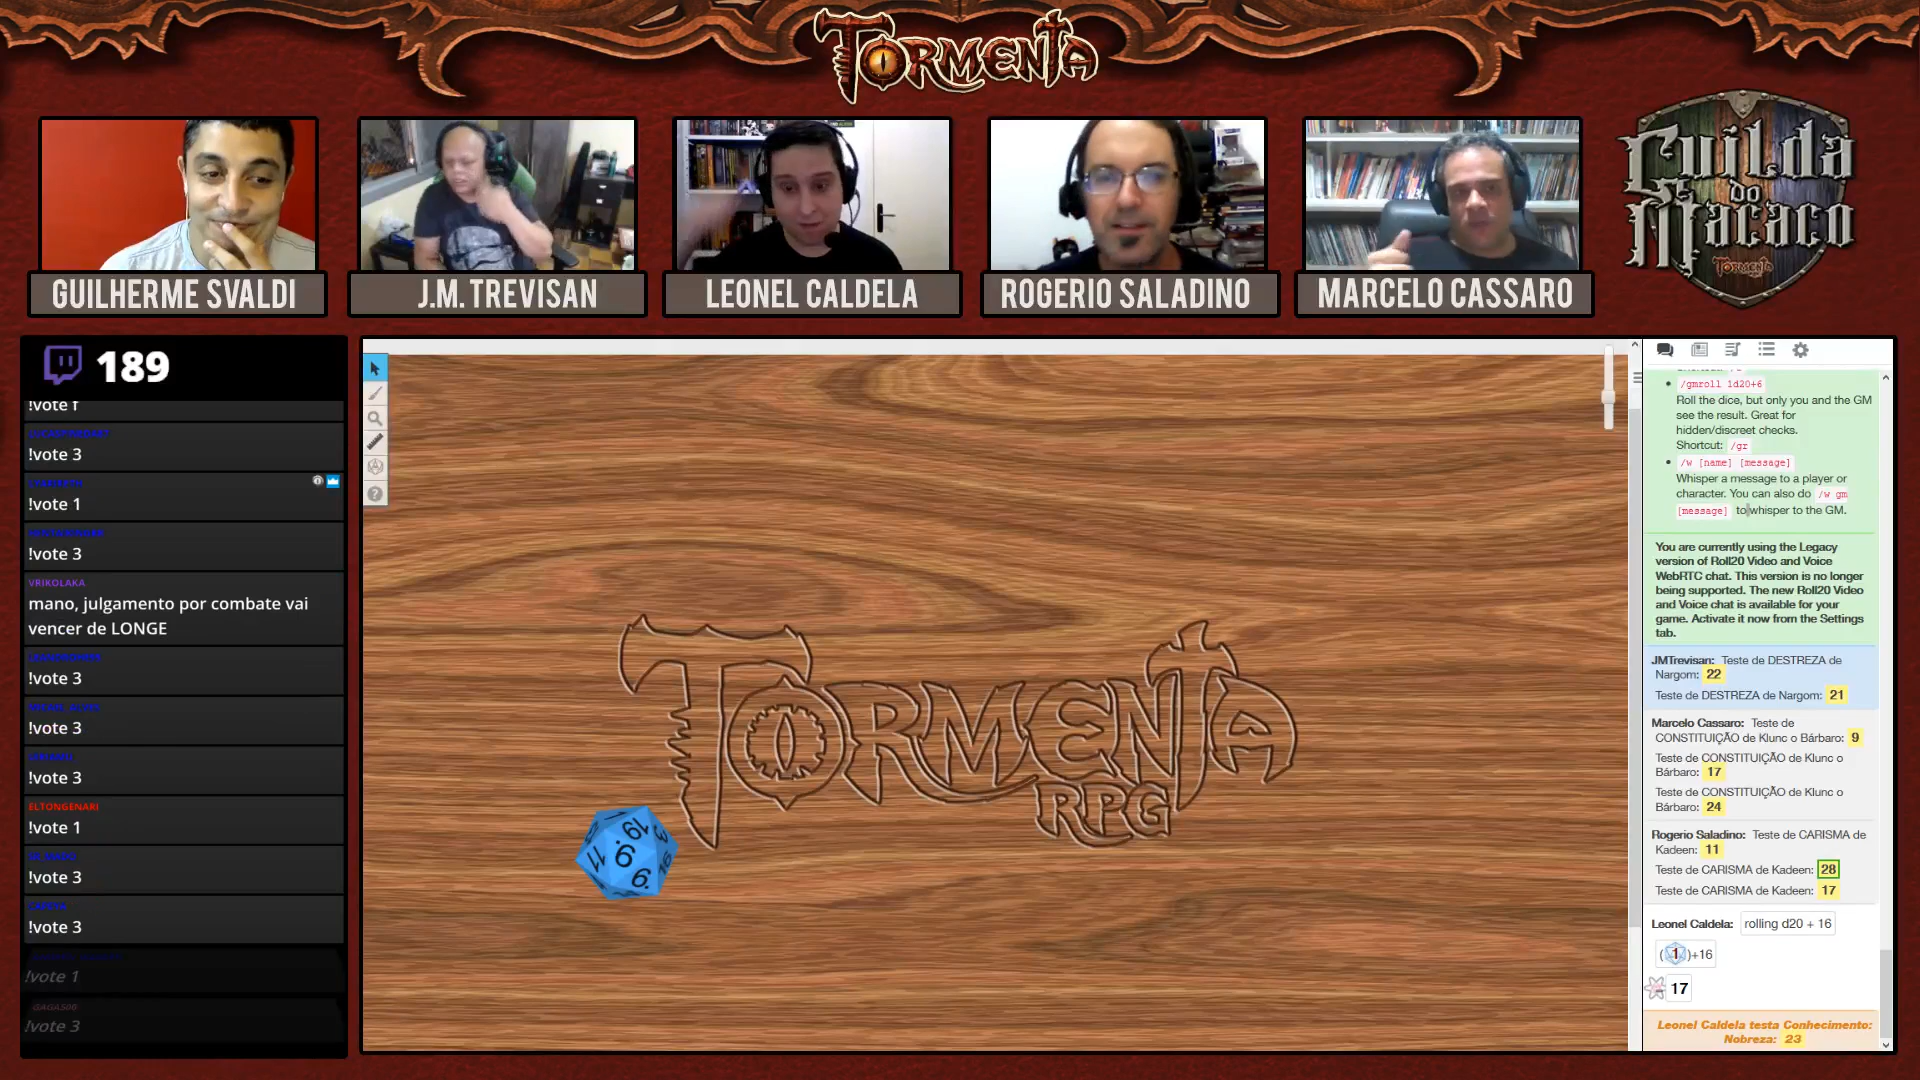 TORMENTA
Guilda
do
Macaco
TORMENTA
GUILHERME SVALDI
J.M. TREVISAN
LEONEL CALDELA
ROGERIO SALADINO
MARCELO CASSARO
189
!vote f
!vote 3
!vote 1
!vote 3
VRIKOLAKA
mano, julgamento por combate vai
vencer de LONGE
!vote 3
!vote 3
!vote 3
ELTONGENARI
!vote 1
!vote 3
!vote 3
!vote 1
!vote 3
TORMENTA
RPG
19
11
9.
16
9.
/gmroll 1d20+6
Roll the dice, but only you and the GM
see the result. Great for
hidden/discreet checks.
Shortcut: /gr
/w [name] [message]
Whisper a message to a player or
character. You can also do /w gm
[message] to whisper to the GM.
You are currently using the Legacy
version of Roll20 Video and Voice
WebRTC chat. This version is no longer
being supported. The new Roll20 Video
and Voice chat is available for your
game. Activate it now from the Settings
tab.
JMTrevisan: Teste de DESTREZA de
Nargom: 22
Teste de DESTREZA de Nargom: 21
Marcelo Cassaro: Teste de
CONSTITUIÇÃO de Klunc o Bárbaro: 9
Teste de CONSTITUIÇÃO de Klunc o
Bárbaro: 17
Teste de CONSTITUIÇÃO de Klunc o
Bárbaro: 24
Rogerio Saladino: Teste de CARISMA de
Kadeen: 11
Teste de CARISMA de Kadeen: 28
Teste de CARISMA de Kadeen: 17
Leonel Caldela: rolling d20 + 16
(1)+16
17
Leonel Caldela testa Conhecimento:
Nobreza: 23